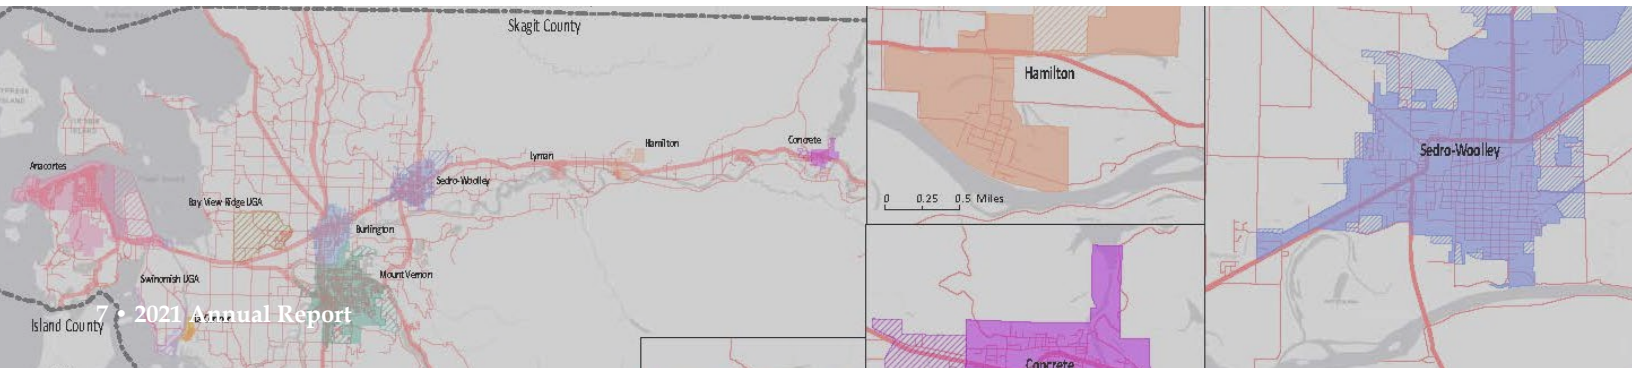 Skagit County
Hamilton
Anacortes
Lyman
Hamilton
Concrete
Sedro-Woolley
Bay View Ridge UGA
Burlington
Mount Vernon
Swinomish UGA
7 • 2021 Annual Report
Island County
0 0.25 0.5 Miles
Sedro-Woolley
Concrete